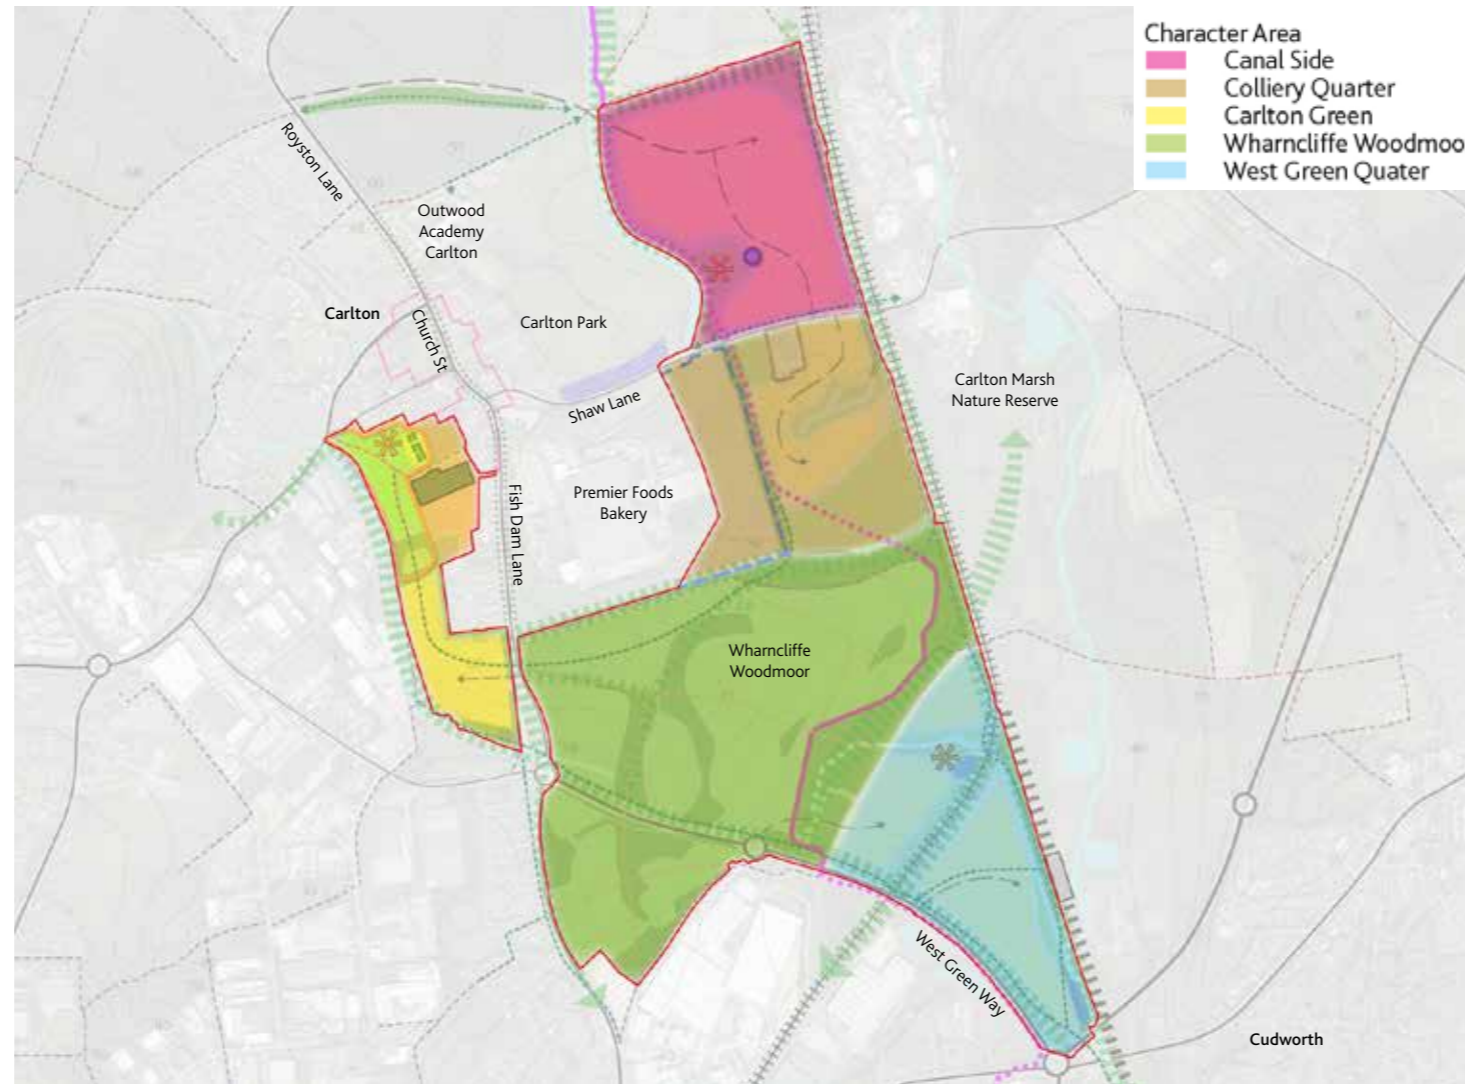 Character Area
Canal Side
Colliery Quarter
Carlton Green
Wharncliffe Woodmoo
West Green Quater
Royston Lane
Outwood
Academy
Carlton
Carlton
Church St
Carlton Park
Shaw Lane
Carlton Marsh
Nature Reserve
Premier Foods
Bakery
Fish Dam Lane
Wharncliffe
Woodmoor
West Green Way
Cudworth